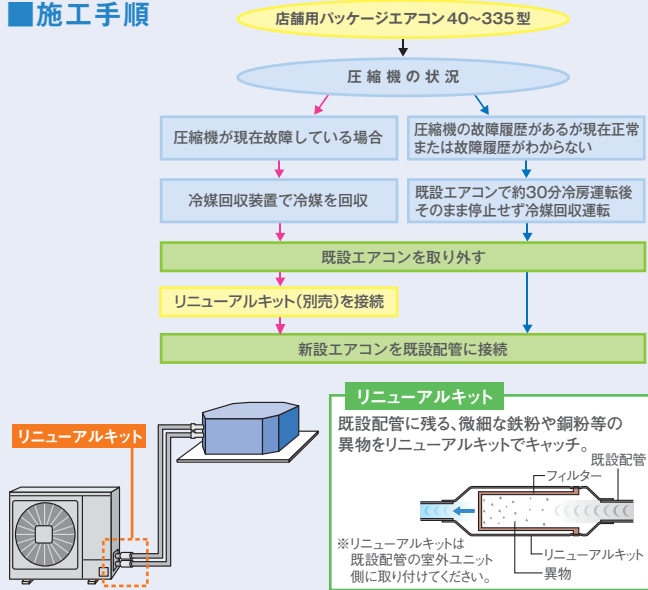 ■施工手順
店舗用パッケージエアコン40〜335型
圧縮機の状況
圧縮機が現在故障している場合
圧縮機の故障履歴があるが現在正常
または故障履歴がわからない
冷媒回収装置で冷媒を回収
既設エアコンで約30分冷房運転後
そのまま停止せず冷媒回収運転
既設エアコンを取り外す
リニューアルキット(別売)を接続
新設エアコンを既設配管に接続
リニューアルキット
リニューアルキット
既設配管に残る、微細な鉄粉や銅粉等の
異物をリニューアルキットでキャッチ。
既設配管
フィルター
※リニューアルキットは
既設配管の室外ユニット
側に取り付けてください。
リニューアルキット
異物